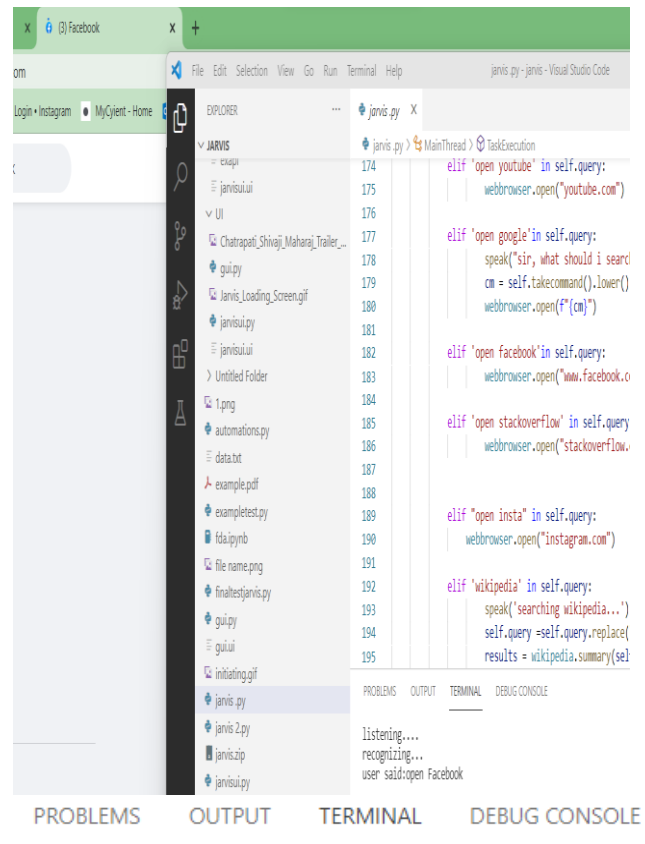 x (3) Facebook x +
om
Login • Instagram MyCyient - Home
File Edit Selection View Go Run Terminal Help jarvis .py - jarvis - Visual Studio Code
EXPLORER ...
JARVIS
exapi
jarvisui.ui
UI
Chatrapati_Shivaji_Maharaj_Trailer_...
gui.py
Jarvis_Loading_Screen.gif
jarvisui.py
jarvisui.ui
Untitled Folder
1.png
automations.py
data.txt
example.pdf
exampletest.py
fda.ipynb
file name.png
finaltestjarvis.py
gui.py
gui.ui
initiating.gif
jarvis .py
jarvis 2.py
jarvis.zip
jarvisui.py
jarvis .py X
jarvis .py > MainThread > TaskExecution
174 elif 'open youtube' in self.query:
175 webbrowser.open("youtube.com")
176
177 elif 'open google'in self.query:
178 speak("sir, what should i searc
179 cm = self.takecommand().lower()
180 webbrowser.open(f"{cm}")
181
182 elif 'open facebook'in self.query:
183 webbrowser.open("www.facebook.c
184
185 elif 'open stackoverflow' in self.query
186 webbrowser.open("stackoverflow.
187
188
189 elif "open insta" in self.query:
190 webbrowser.open("instagram.com")
191
192 elif 'wikipedia' in self.query:
193 speak('searching wikipedia...')
194 self.query =self.query.replace(
195 results = wikipedia.summary(sel
PROBLEMS OUTPUT TERMINAL DEBUG CONSOLE
listening....
recognizing...
user said:open Facebook
PROBLEMS OUTPUT TERMINAL DEBUG CONSOLE